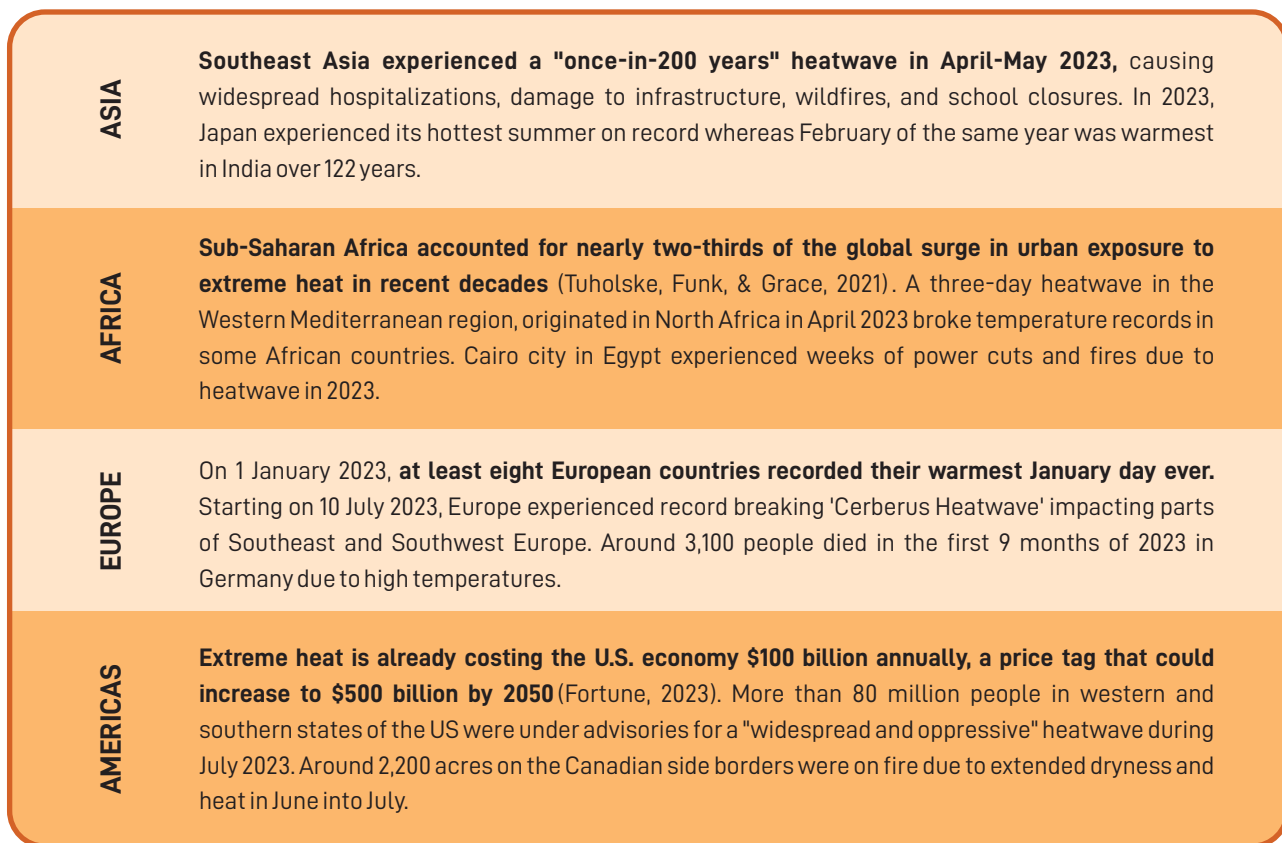 ASIA
Southeast Asia experienced a "once-in-200 years" heatwave in April-May 2023, causing
widespread hospitalizations, damage to infrastructure, wildfires, and school closures. In 2023,
Japan experienced its hottest summer on record whereas February of the same year was warmest
in India over 122 years.
AFRICA
Sub-Saharan Africa accounted for nearly two-thirds of the global surge in urban exposure to
extreme heat in recent decades (Tuholske, Funk, & Grace, 2021). A three-day heatwave in the
Western Mediterranean region, originated in North Africa in April 2023 broke temperature records in
some African countries. Cairo city in Egypt experienced weeks of power cuts and fires due to
heatwave in 2023.
EUROPE
On 1 January 2023, at least eight European countries recorded their warmest January day ever.
Starting on 10 July 2023, Europe experienced record breaking 'Cerberus Heatwave' impacting parts
of Southeast and Southwest Europe. Around 3,100 people died in the first 9 months of 2023 in
Germany due to high temperatures.
AMERICAS
Extreme heat is already costing the U.S. economy $100 billion annually, a price tag that could
increase to $500 billion by 2050 (Fortune, 2023). More than 80 million people in western and
southern states of the US were under advisories for a "widespread and oppressive" heatwave during
July 2023. Around 2,200 acres on the Canadian side borders were on fire due to extended dryness and
heat in June into July.